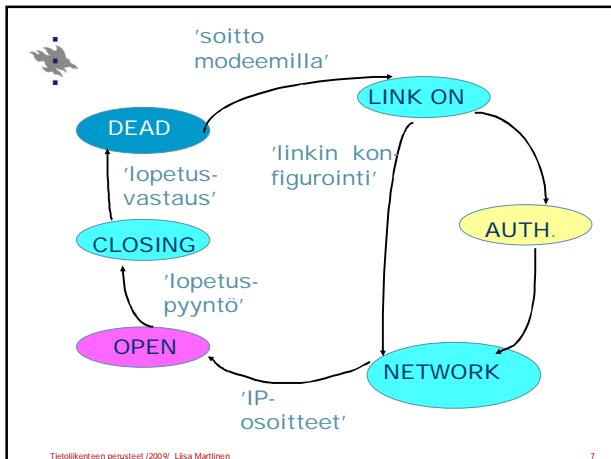 'soitto
modeemilla'
LINK ON
DEAD
'linkin kon-
figurointi'
'lopetus-
vastaus'
AUTH.
CLOSING
'lopetus-
pyyntö'
OPEN
NETWORK
'IP-
osoitteet'
Tietoliikenteen perusteet /2009/ Liisa Marttinen
7